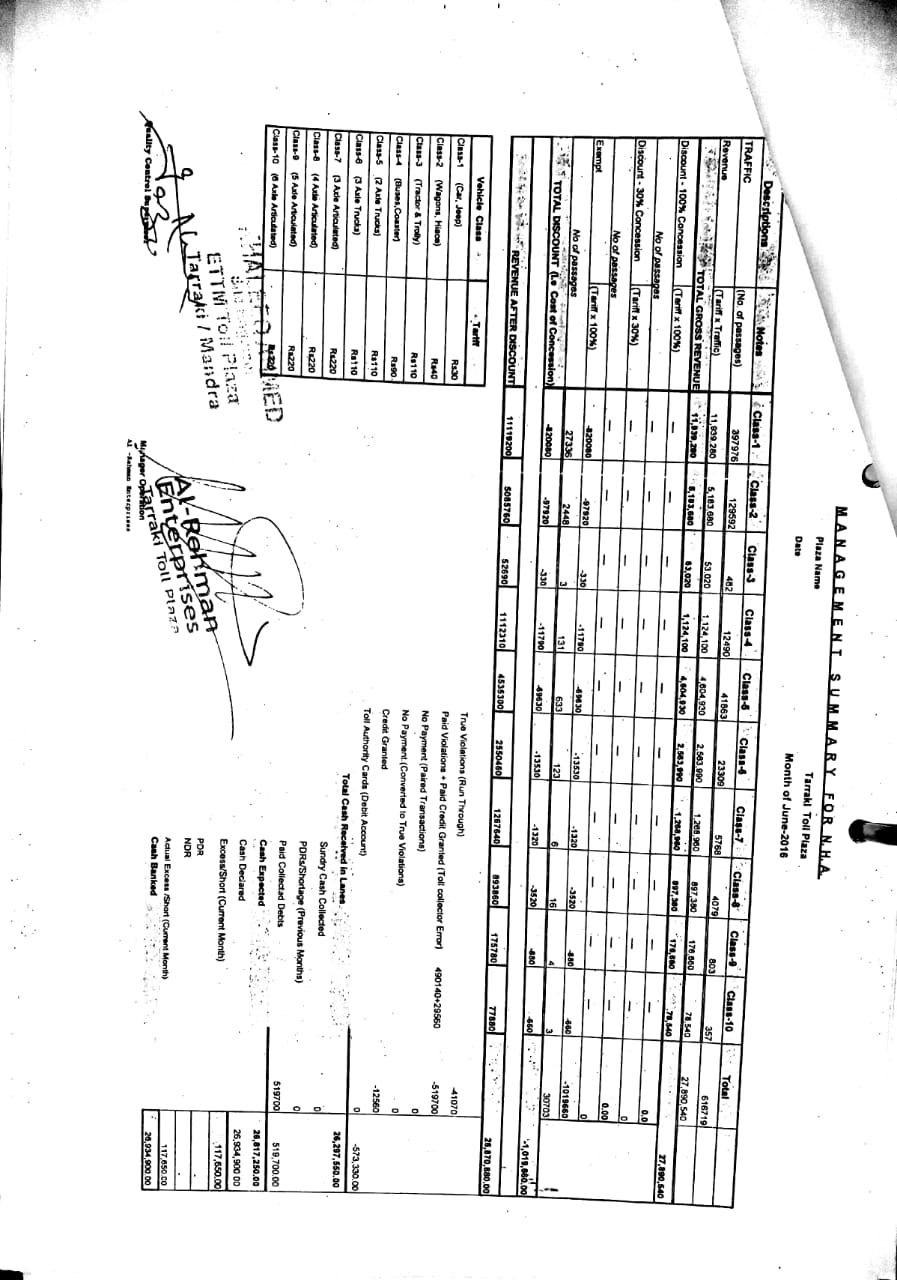 MANAGEMENT SUMMARY FOR N.H.A
Plaza Name Tarraki Toll Plaza
Date Month of June-2016
Descriptions Notes Class-1 Class-2 Class-3 Class-4 Class-5 Class-6 Class-7 Class-8 Class-9 Class-10 Total
TRAFFIC (No. of passages) 397976 129592 482 12490 41863 23309 5768 4079 803 357 616719
Revenue (Tariff x Traffic) 11,939,280 5,183,680 53,020 1,124,100 4,604,930 2,563,990 1,268,960 897,380 176,660 78,540 27,890,540
TOTAL GROSS REVENUE 11,939,280 5,183,680 53,020 1,124,100 4,604,930 2,563,990 1,268,960 897,380 176,660 78,540 27,890,540
Discount - 100% Concession (Tariff x 100%) — — — — — — — — — —
No of passages — — — — — — — — — — 0.0
Discount - 30% Concession (Tariff x 30%) — — — — — — — — — — 0
No of passages — — — — — — — — — — 0.00
Exempt (Tariff x 100%) -820080 -97920 -330 -11790 -69630 -13530 -1320 -3520 -880 -660 -1019660
No of passages 27336 2448 3 131 633 123 6 16 4 3 30703
TOTAL DISCOUNT (i.e Cost of Concession) -820080 -97920 -330 -11790 -69630 -13530 -1320 -3520 -880 -660 -1,019,660.00
REVENUE AFTER DISCOUNT 11119200 5085760 52690 1112310 4535300 2550460 1267640 893860 175780 77880 26,870,880.00
Vehicle Class Tariff
Class-1 (Car, Jeep) Rs30
Class-2 (Wagons, Hiace) Rs40
Class-3 (Tractor & Trolly) Rs110
Class-4 (Buses,Coaster) Rs90
Class-5 (2 Axle Trucks) Rs110
Class-6 (3 Axle Trucks) Rs110
Class-7 (3 Axle Articulated) Rs220
Class-8 (4 Axle Articulated) Rs220
Class-9 (5 Axle Articulated) Rs220
Class-10 (6 Axle Articulated) Rs220
True Violations (Run Through) -41070
Paid Violations + Paid Credit Granted (Toll collector Error) 490140+29560 -519700
No Payment (Paired Transactions) 0
No Payment (Converted to True Violations) 0
Credit Granted -12560
Toll Authority Cards (Debit Account) 0 -573,330.00
Total Cash Received in Lanes 26,297,550.00
Sundry Cash Collected 0
PDRs/Shortage (Previous Months) 0
Paid Collected Debts 519700 519,700.00
Cash Expected 26,817,250.00
Cash Declared 26,934,900.00
Excess/Short (Current Month) 117,650.00
PDR -
NDR -
Actual Excess /Short (Current Month) 117,650.00
Cash Banked 26,934,900.00
ETTM Toll Plaza
Tarraki / Mandra
Quality Control
Al-Rehman
Enterprises
Tarraki Toll Plaza
Manager Operation
Al -Rehman Enterprises